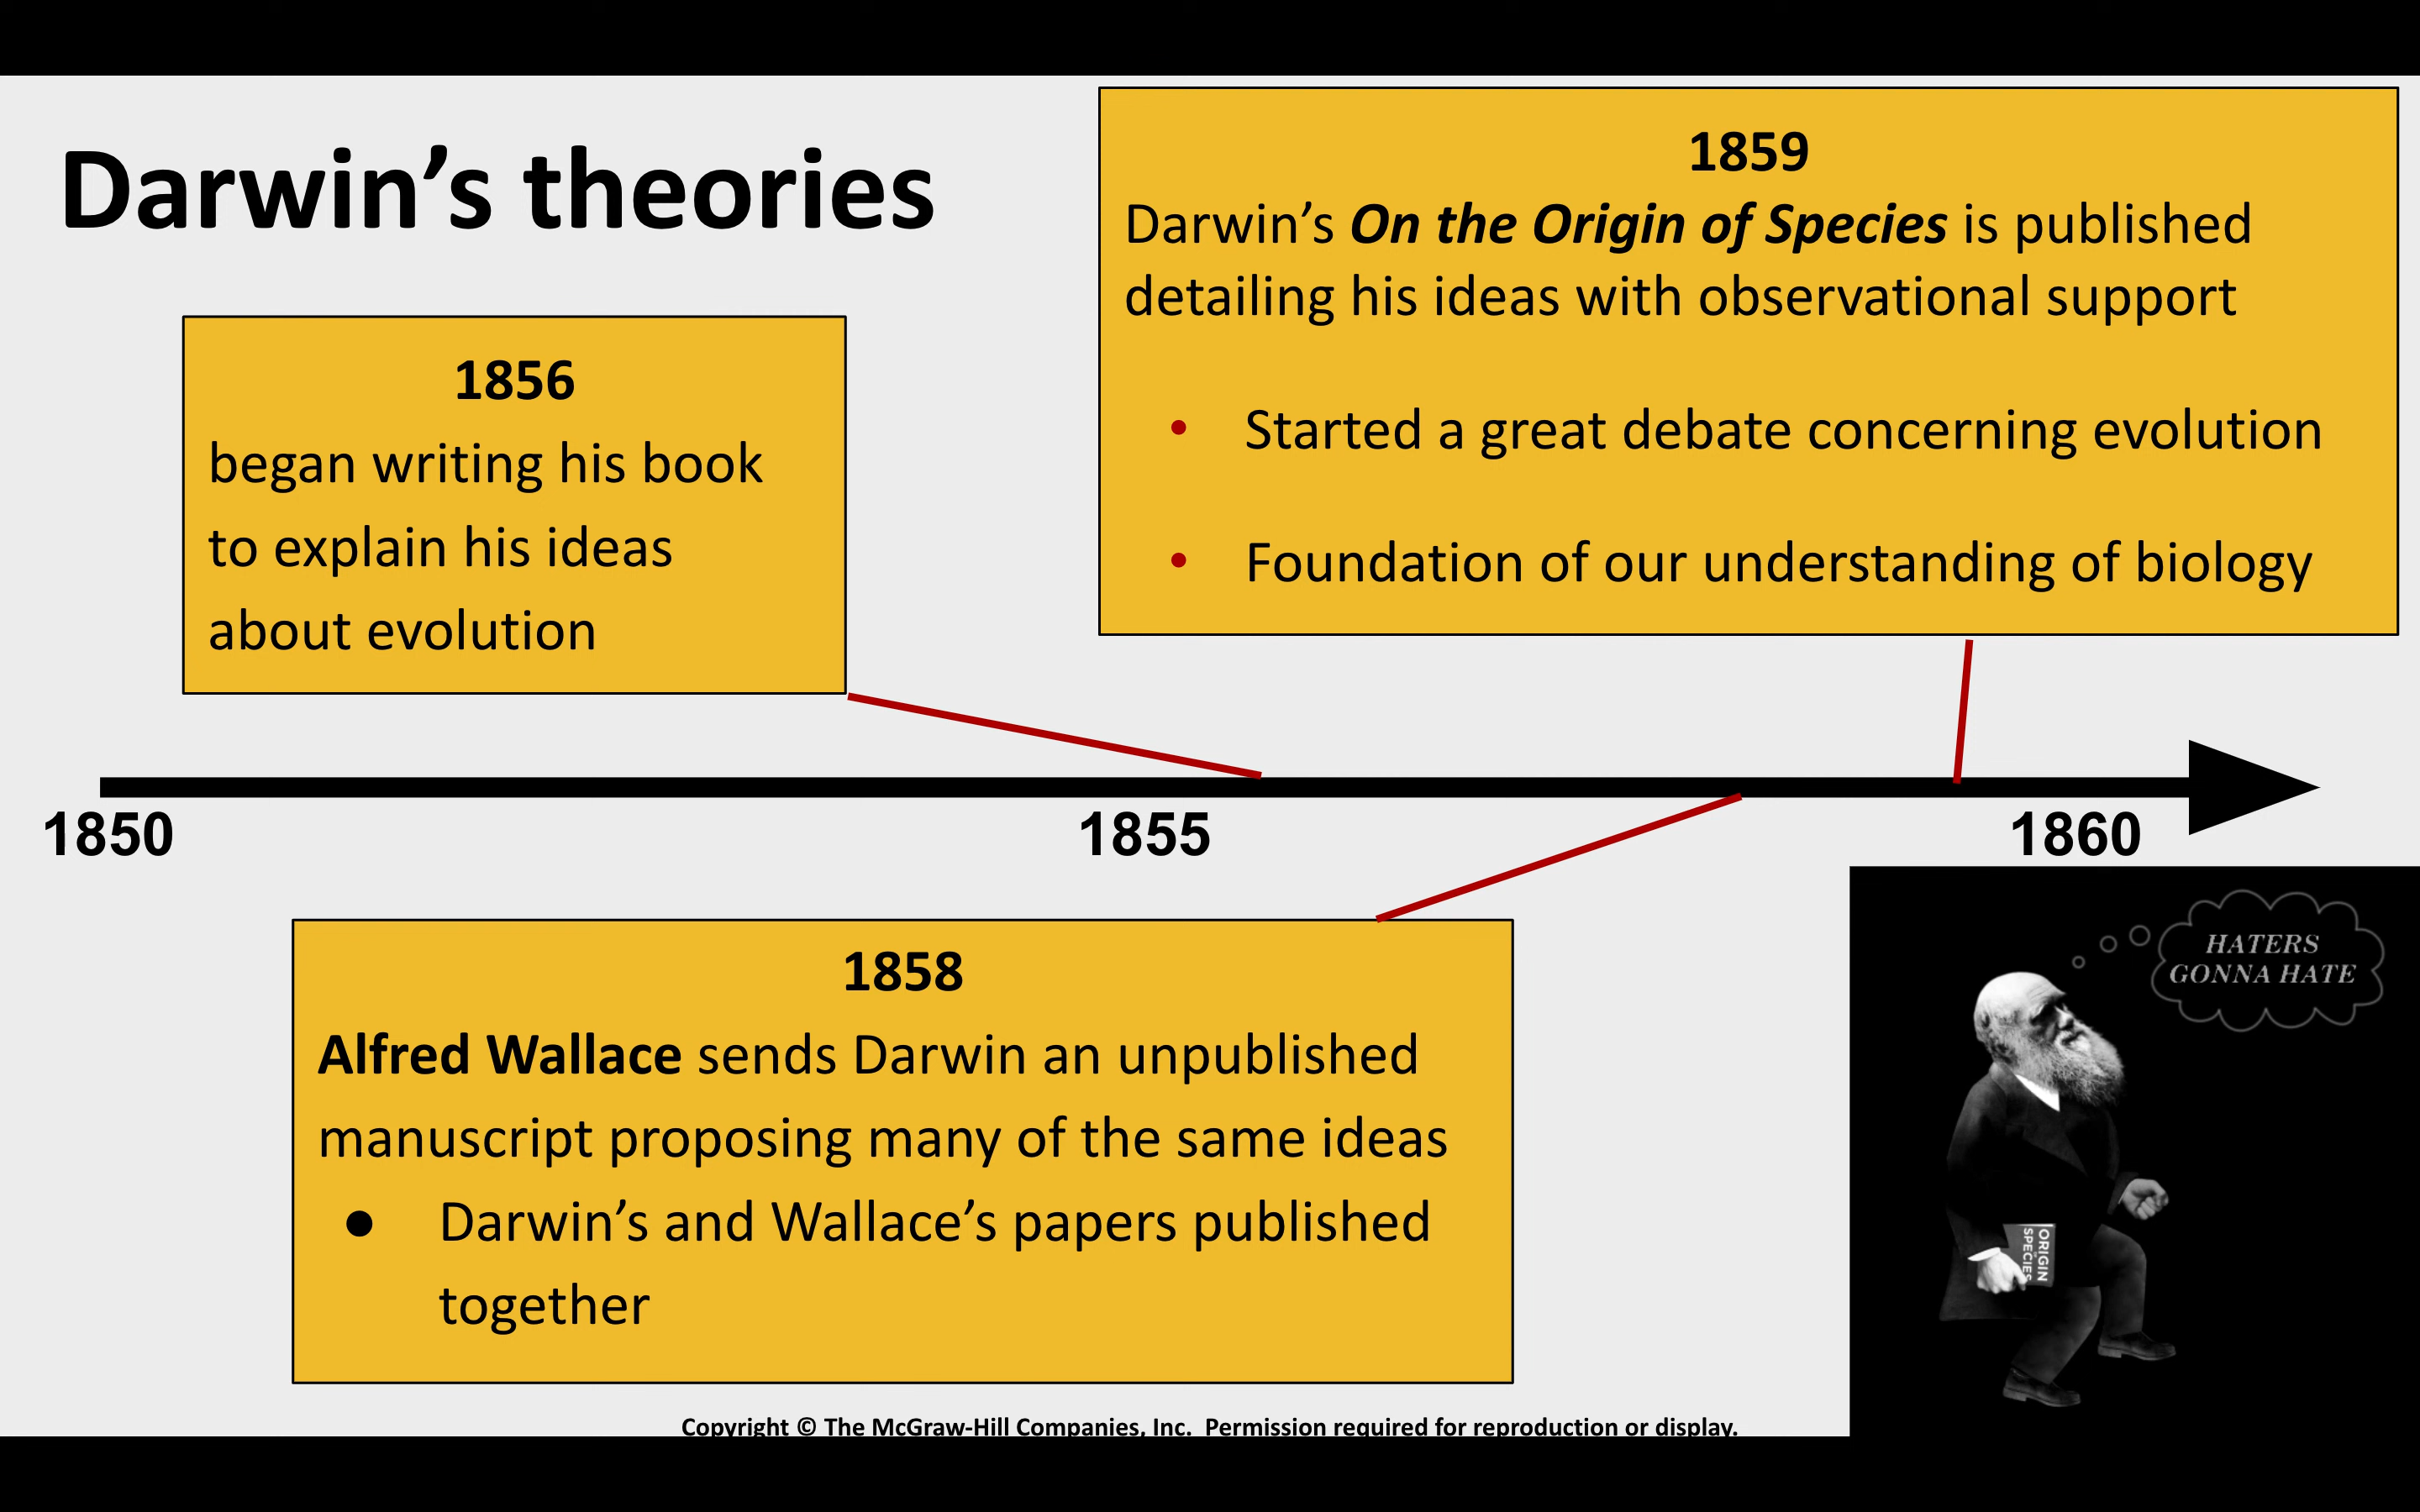 Darwin’s theories
1856
began writing his book
to explain his ideas
about evolution
1859
Darwin’s On the Origin of Species is published
detailing his ideas with observational support
• Started a great debate concerning evolution
• Foundation of our understanding of biology
1850
1855
1860
1858
Alfred Wallace sends Darwin an unpublished
manuscript proposing many of the same ideas
● Darwin’s and Wallace’s papers published
together
HATERS
GONNA HATE
ORIGIN
SPECIES
Copyright © The McGraw-Hill Companies, Inc. Permission required for reproduction or display.